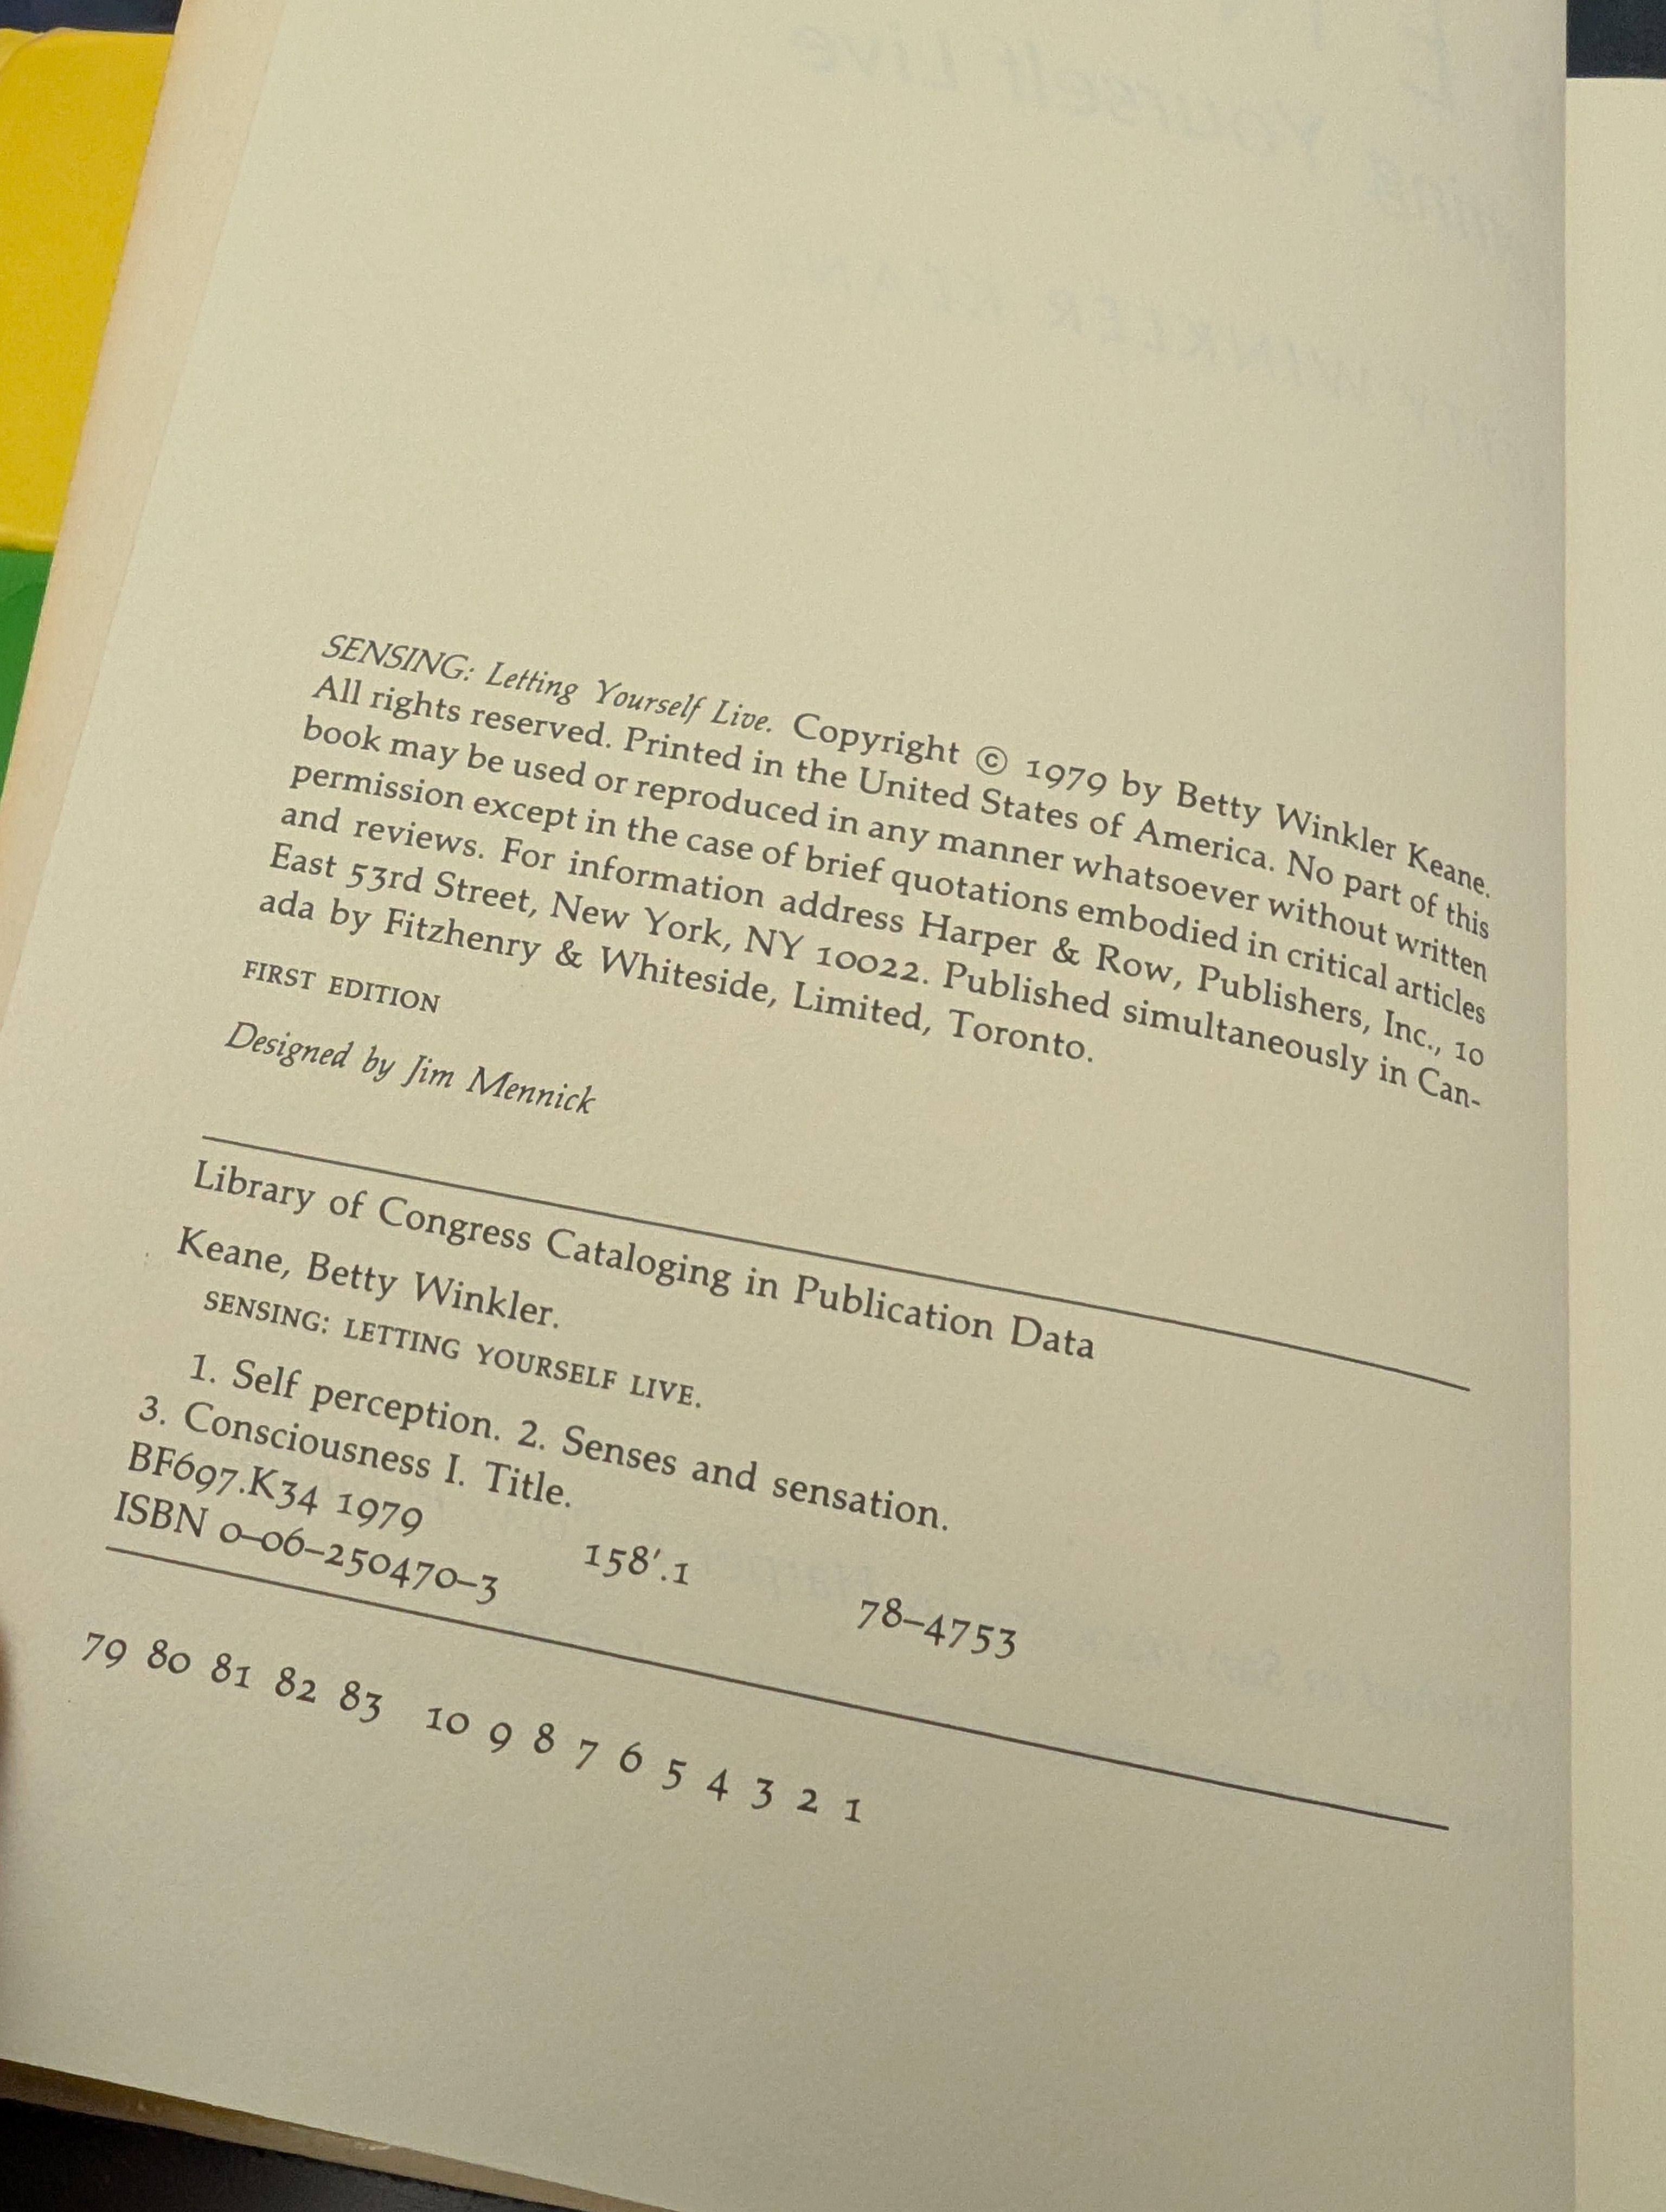 SENSING: Letting Yourself Live. Copyright © 1979 by Betty Winkler Keane.
All rights reserved. Printed in the United States of America. No part of this
book may be used or reproduced in any manner whatsoever without written
permission except in the case of brief quotations embodied in critical articles
and reviews. For information address Harper & Row, Publishers, Inc., 10
East 53rd Street, New York, NY 10022. Published simultaneously in Can-
ada by Fitzhenry & Whiteside, Limited, Toronto.
FIRST EDITION
Designed by Jim Mennick
Library of Congress Cataloging in Publication Data
Keane, Betty Winkler.
SENSING: LETTING YOURSELF LIVE.
1. Self perception. 2. Senses and sensation.
3. Consciousness I. Title.
BF697.K34 1979 158′.1 78–4753
ISBN 0–06–250470–3
79 80 81 82 83 10 9 8 7 6 5 4 3 2 1